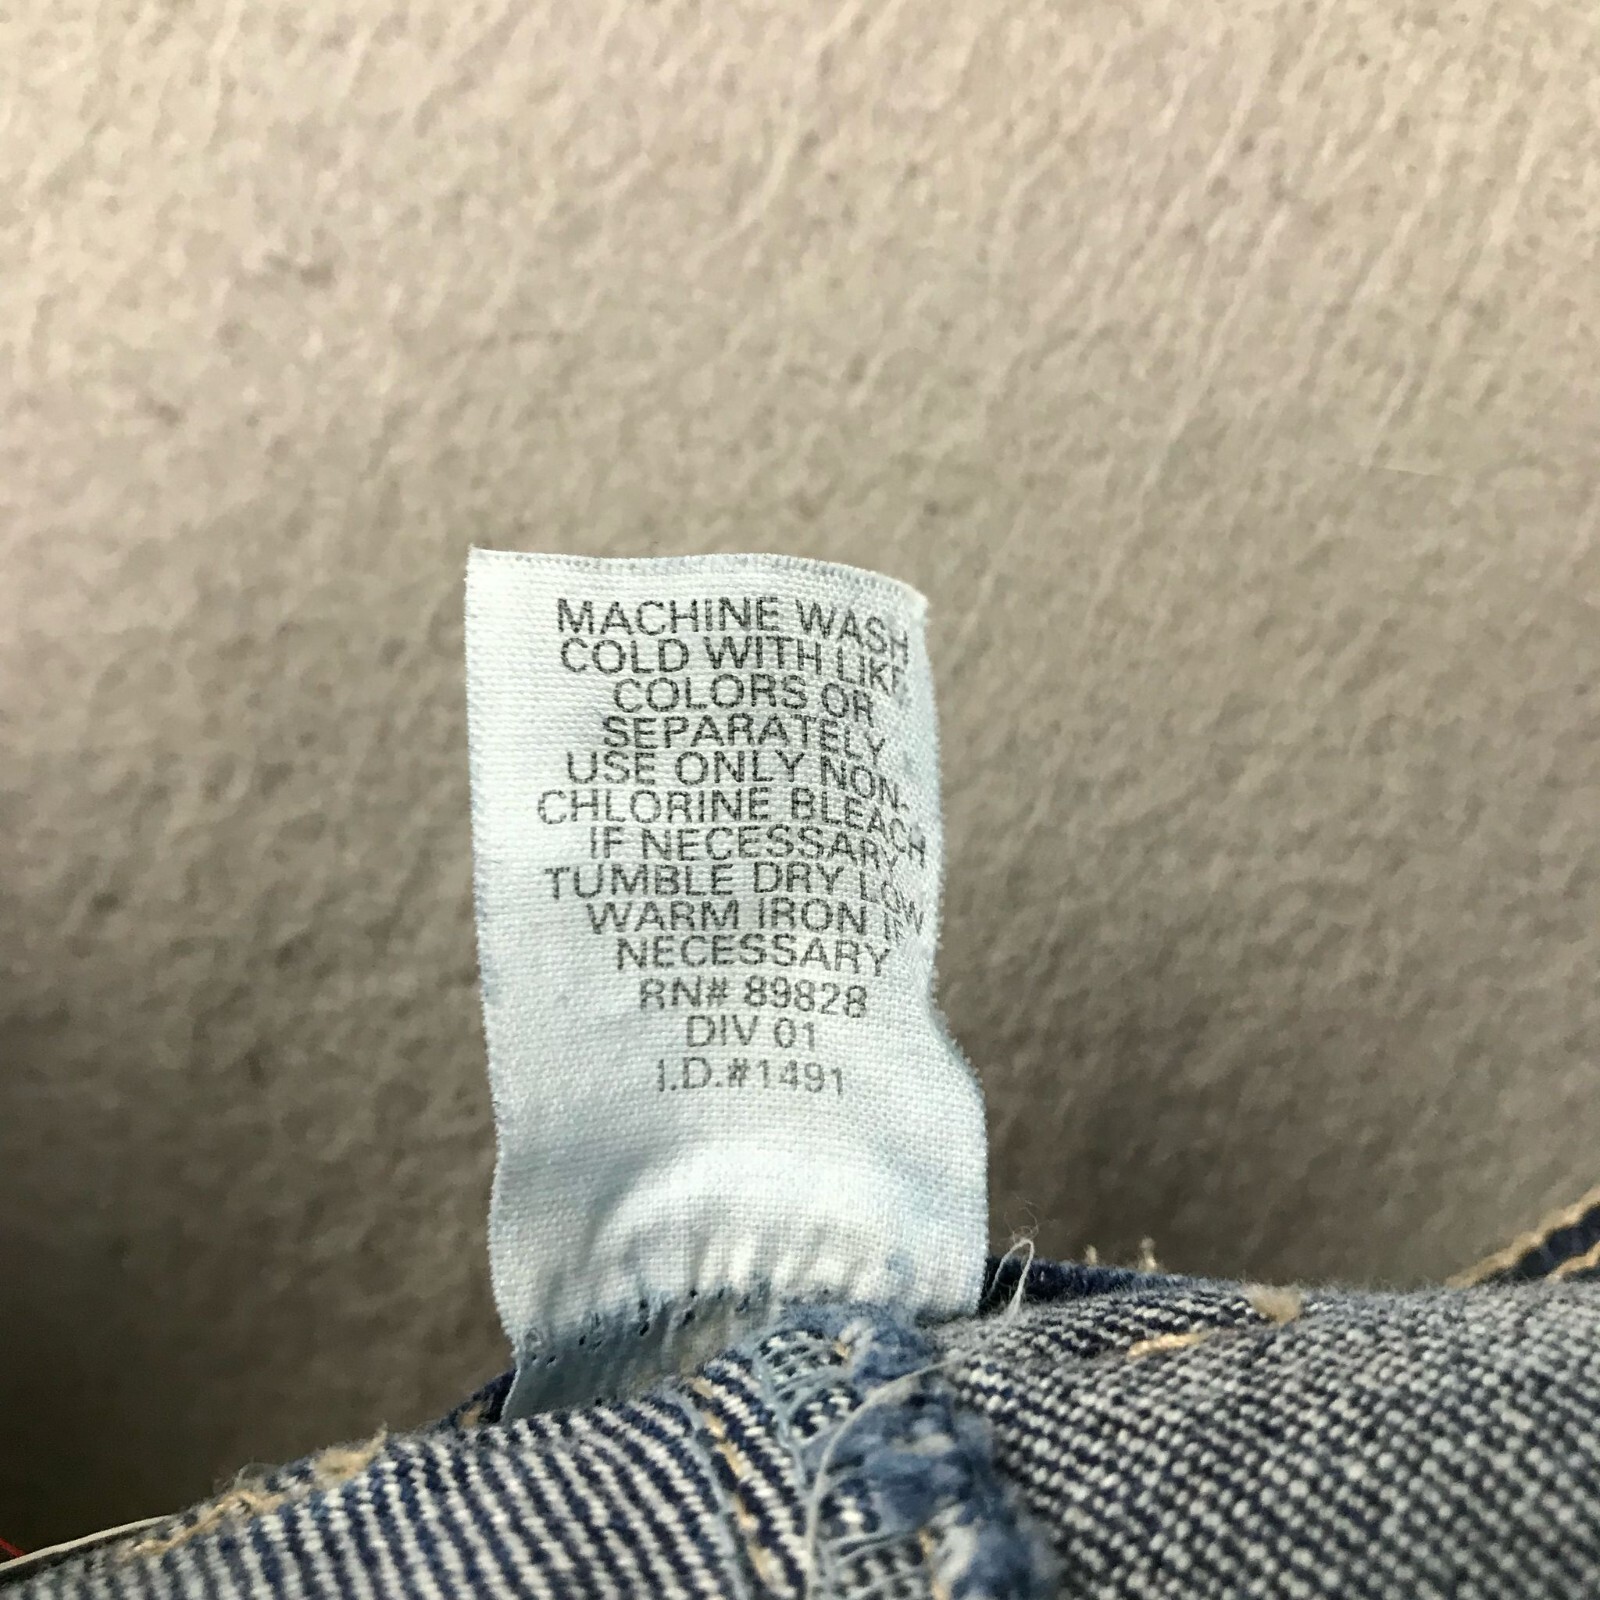 MACHINE WASH
COLD WITH LIKE
COLORS OR
SEPARATELY
USE ONLY NON-
CHLORINE BLEACH
IF NECESSARY
TUMBLE DRY LOW
WARM IRON IF
NECESSARY
RN# 89828
DIV 01
I.D.#1491